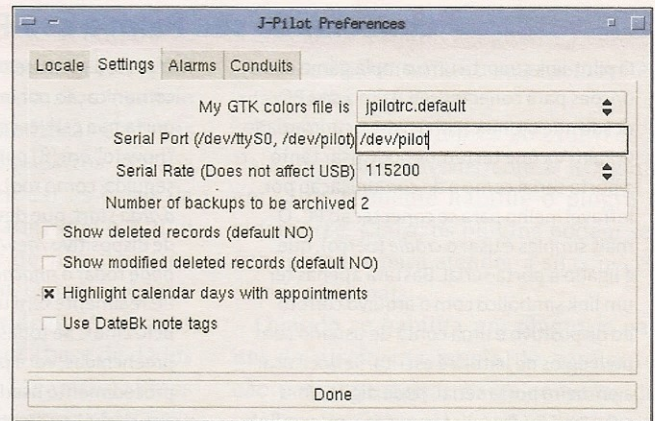 J-Pilot Preferences
Locale Settings Alarms Conduits
My GTK colors file is jpilotrc.default
Serial Port (/dev/ttyS0, /dev/pilot) /dev/pilot
Serial Rate (Does not affect USB) 115200
Number of backups to be archived 2
Show deleted records (default NO)
Show modified deleted records (default NO)
Highlight calendar days with appointments
Use DateBk note tags
Done